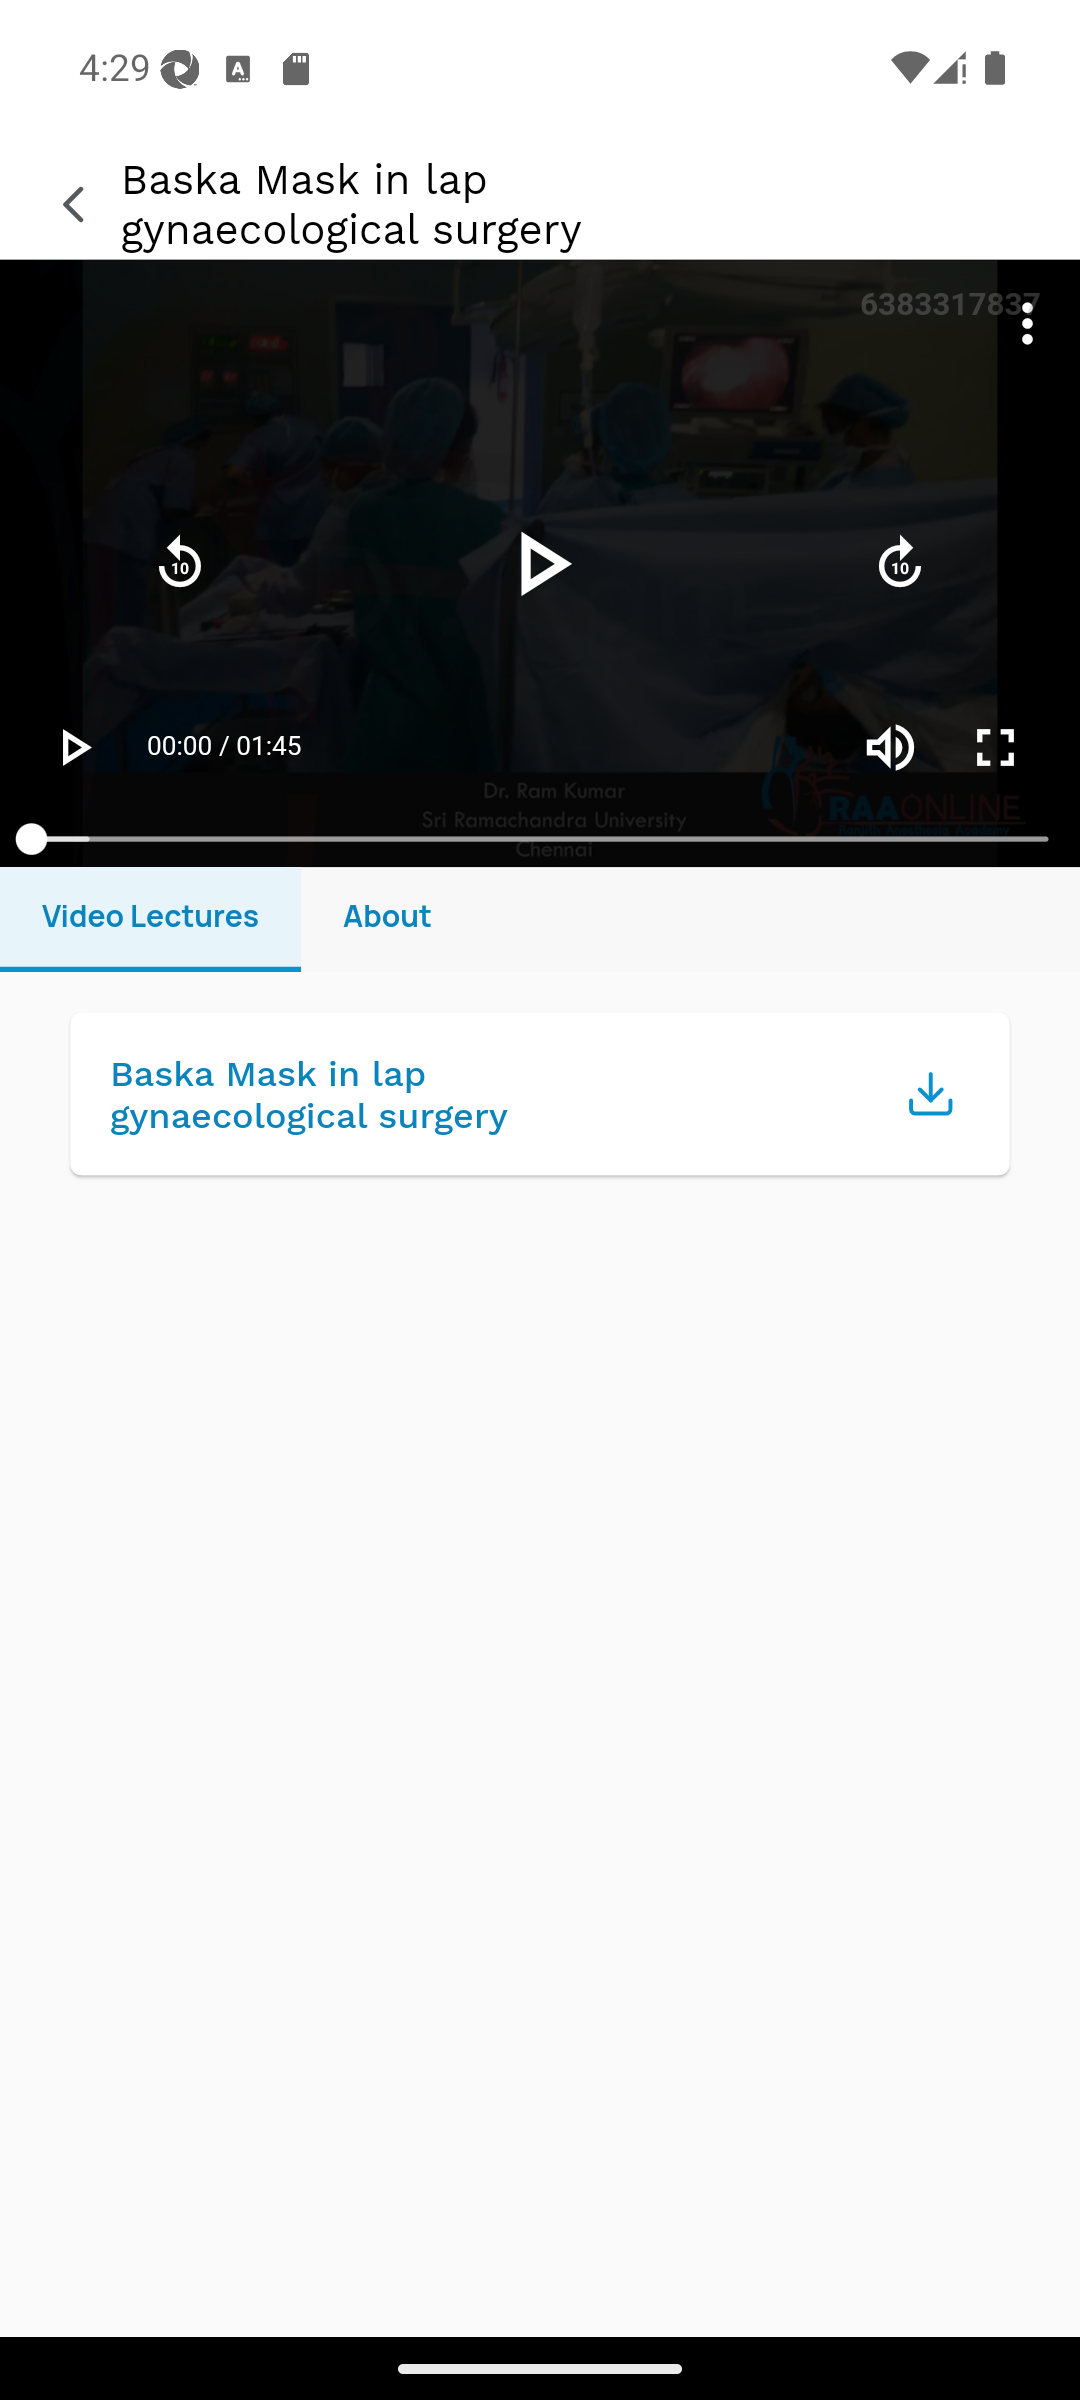 4:29
Baska Mask in lap
gynaecological surgery
6383317837
10
10
00:00 / 01:45
Dr. Ram Kumar
Sri Ramachandra University
Chennai
RAAONLINE
Video Lectures
About
Baska Mask in lap
gynaecological surgery